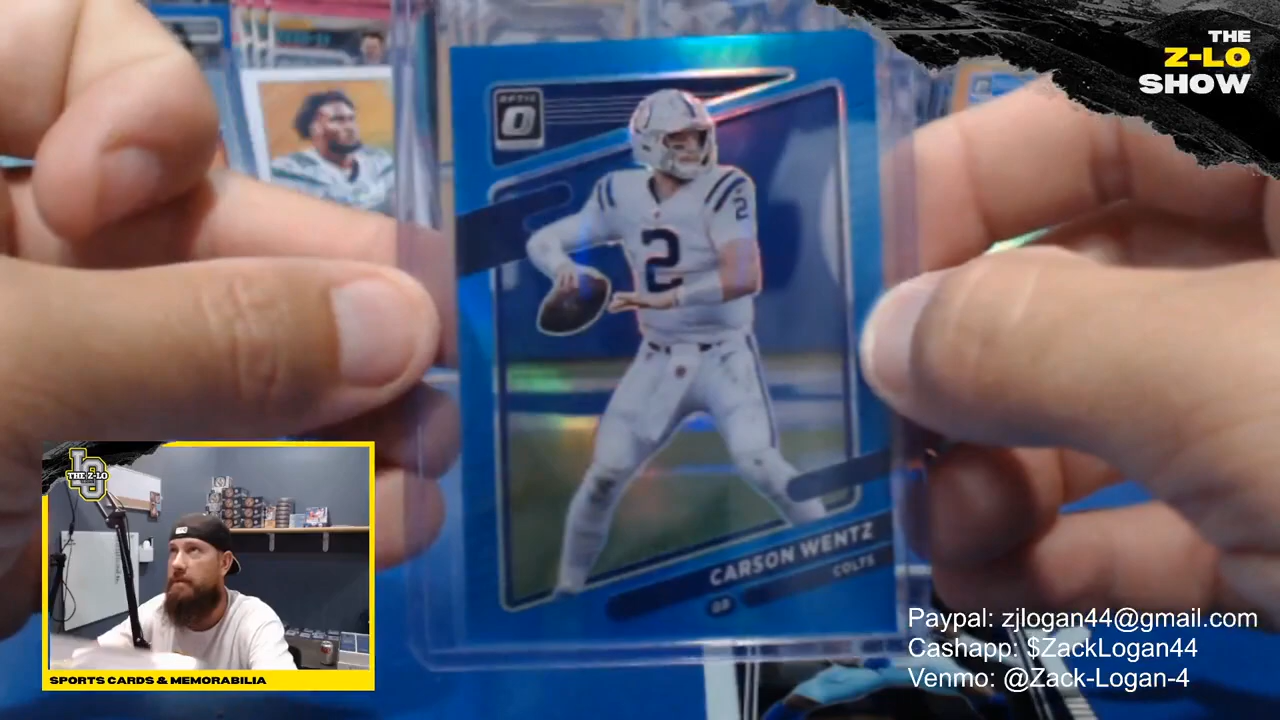 THE
Z-LO
SHOW
OPTIC
O
2
2
CARSON WENTZ
COLTS
QB
THE Z-LO
SPORTS CARDS & MEMORABILIA
Paypal: zjlogan44@gmail.com
Cashapp: $ZackLogan44
Venmo: @Zack-Logan-4